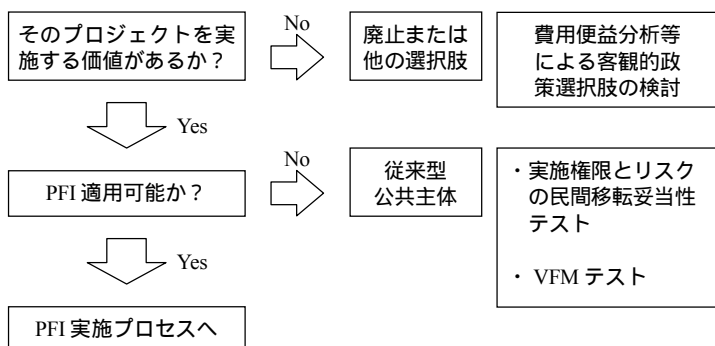 そのプロジェクトを実
施する価値があるか？
No
廃止または
他の選択肢
費用便益分析等
による客観的政
策選択肢の検討
Yes
PFI 適用可能か？
No
従来型
公共主体
・実施権限とリスク
の民間移転妥当性
テスト
・ VFM テスト
Yes
PFI 実施プロセスへ